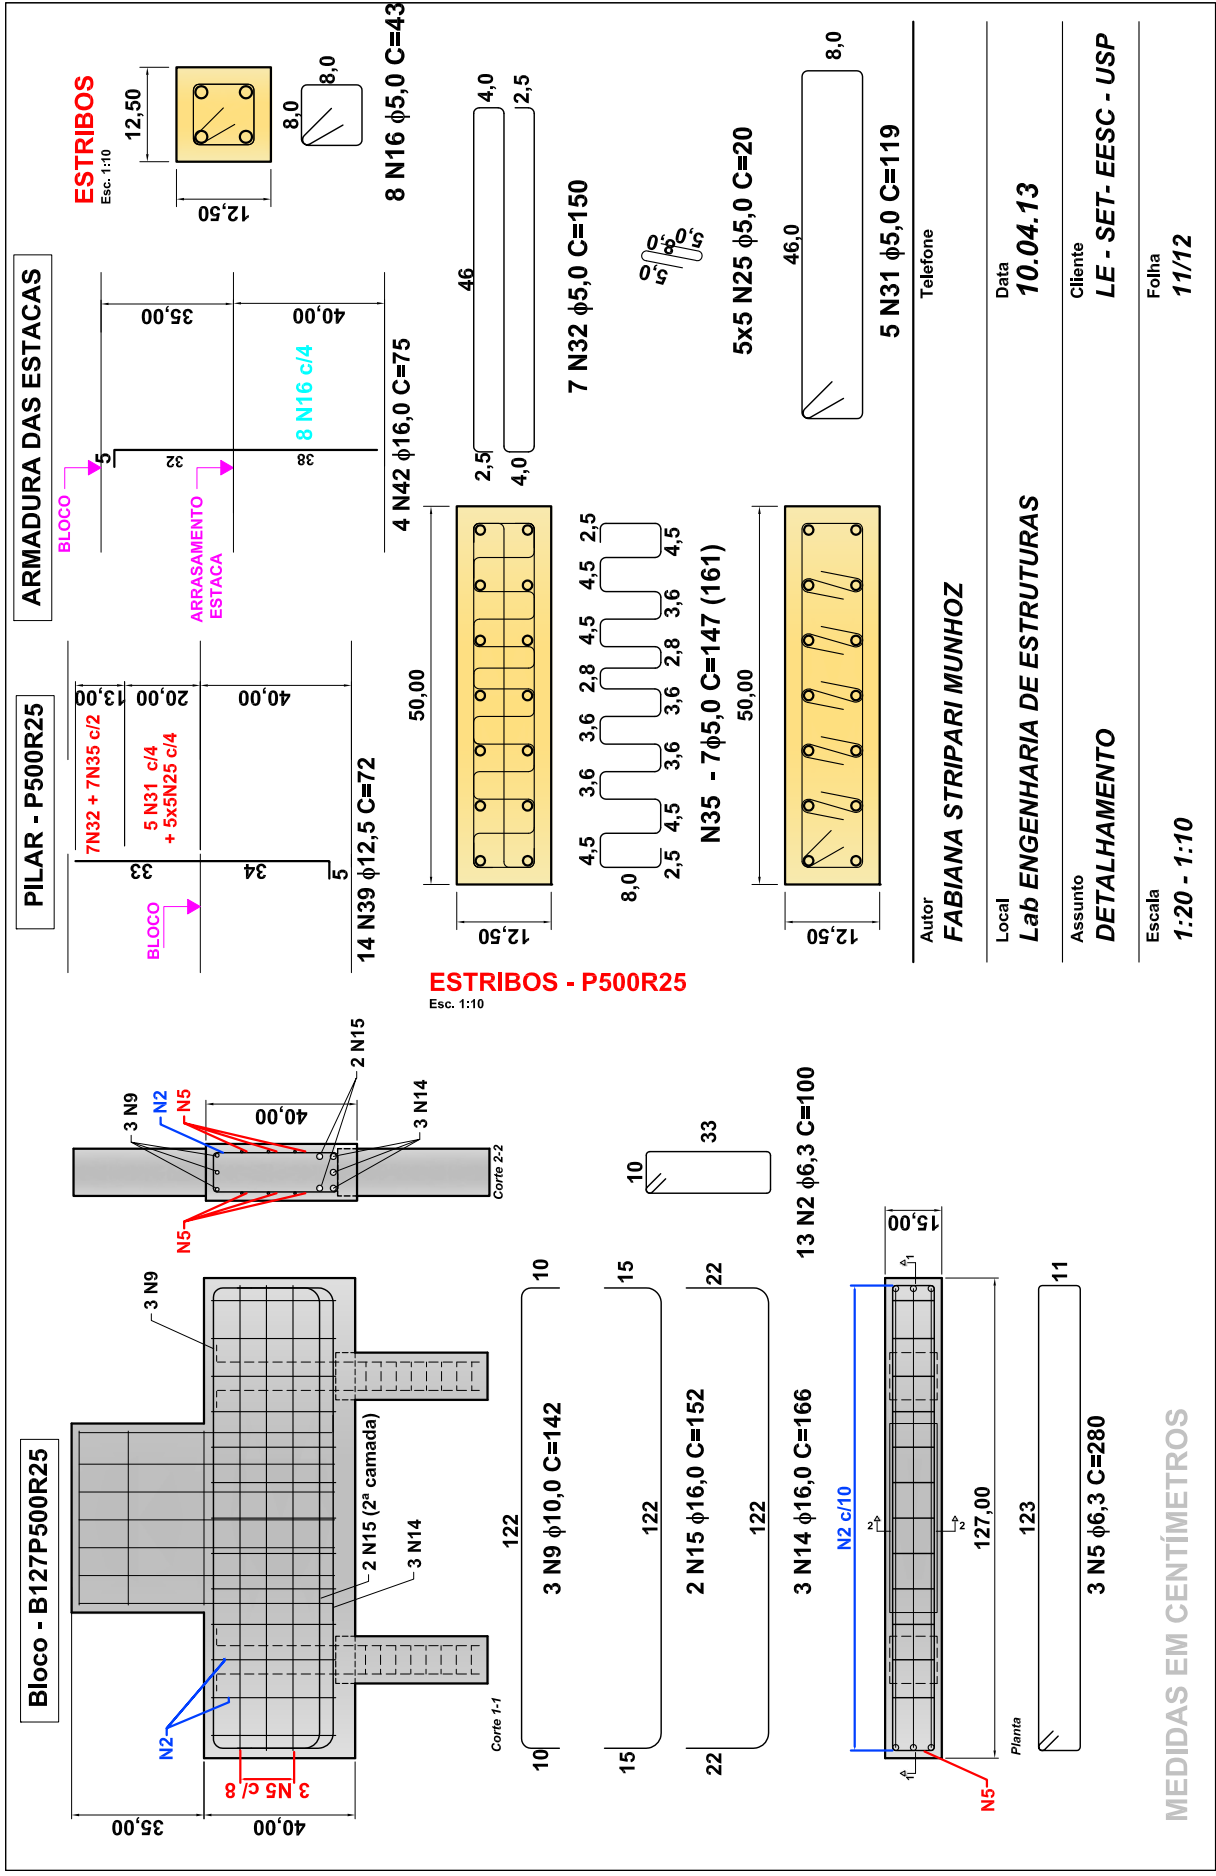 Bloco - B127P500R25
35,00
40,00
3 N5 c/ 8
N2
3 N9
2 N15 (2ª camada)
3 N14
Corte 1-1
N5
N5
N2
3 N9
40,00
2 N15
3 N14
Corte 2-2
10
122
10
3 N9 ϕ10,0 C=142
15
122
15
2 N15 ϕ16,0 C=152
22
122
22
3 N14 ϕ16,0 C=166
10
33
13 N2 ϕ6,3 C=100
N2 c/10
15,00
1
1
2
2
127,00
N5
Planta
123
11
3 N5 ϕ6,3 C=280
MEDIDAS EM CENTÍMETROS
PILAR - P500R25
7N32 + 7N35 c/2
5 N31 c/4
+ 5x5N25 c/4
13,00
20,00
40,00
33
34
5
BLOCO
14 N39 ϕ12,5 C=72
ARMADURA DAS ESTACAS
BLOCO
ARRASAMENTO
ESTACA
5
32
38
35,00
40,00
8 N16 c/4
4 N42 ϕ16,0 C=75
ESTRIBOS
Esc. 1:10
12,50
12,50
8,0
8,0
8 N16 ϕ5,0 C=43
ESTRIBOS - P500R25
Esc. 1:10
50,00
12,50
46
2,5
4,0
4,0
2,5
7 N32 ϕ5,0 C=150
8,0
4,5
3,6
3,6
2,8
4,5
4,5
2,5
2,5
4,5
3,6
3,6
2,8
3,6
4,5
N35 - 7ϕ5,0 C=147 (161)
5,0
8,0
5,0
5x5 N25 ϕ5,0 C=20
50,00
12,50
46,0
8,0
5 N31 ϕ5,0 C=119
Autor
FABIANA STRIPARI MUNHOZ
Telefone
Local
Lab ENGENHARIA DE ESTRUTURAS
Data
10.04.13
Assunto
DETALHAMENTO
Cliente
LE - SET- EESC - USP
Escala
1:20 - 1:10
Folha
11/12